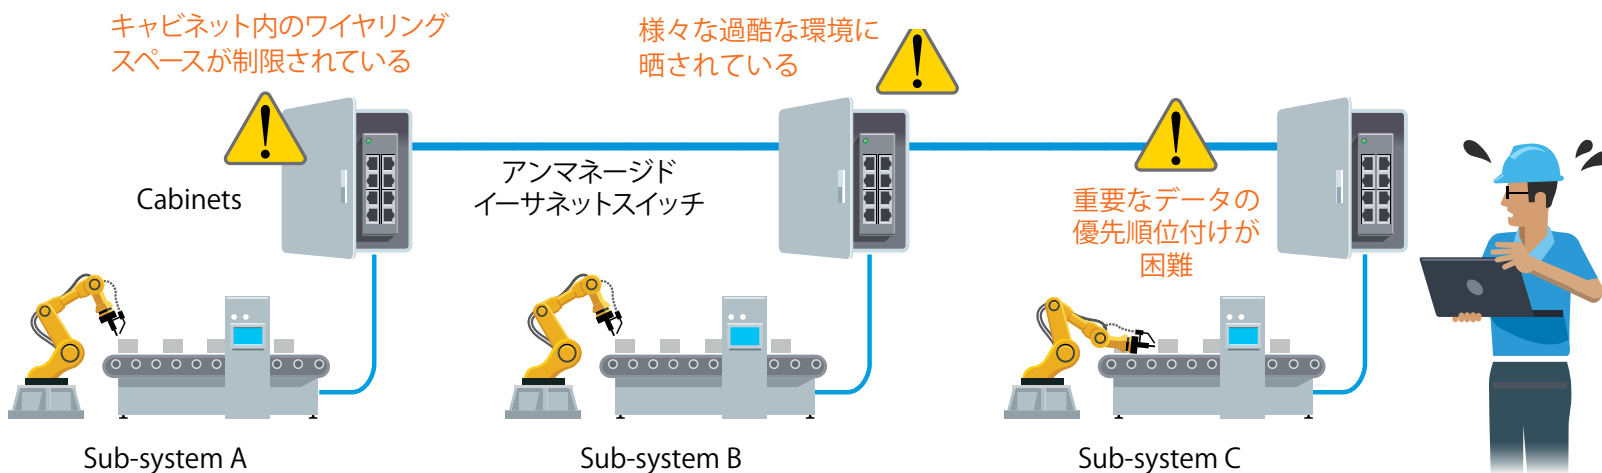 キャビネット内のワイヤリング
スペースが制限されている
様々な過酷な環境に
晒されている
Cabinets
アンマネージド
イーサネットスイッチ
重要なデータの
優先順位付けが
困難
Sub-system A
Sub-system B
Sub-system C